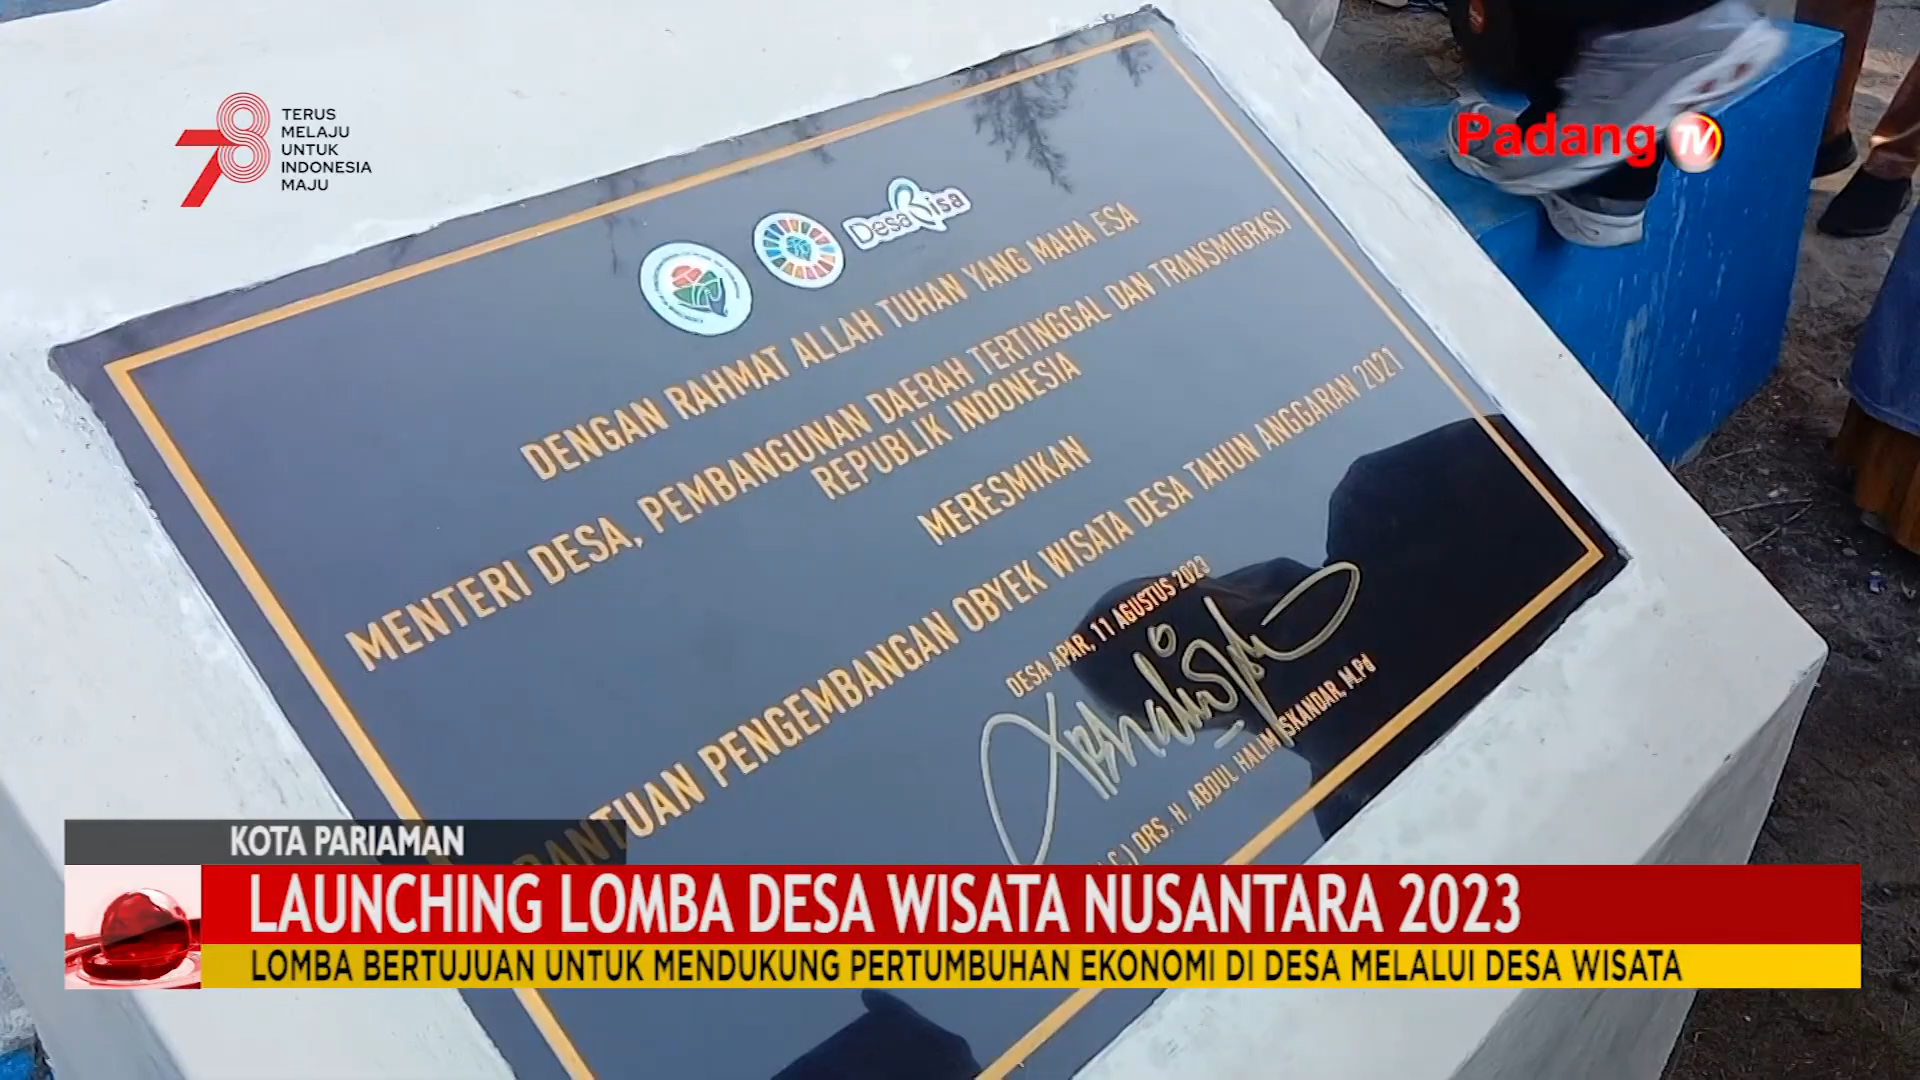 78
TERUS
MELAJU
UNTUK
INDONESIA
MAJU
Padang TV
DesaBisa
DENGAN RAHMAT ALLAH TUHAN YANG MAHA ESA
MENTERI DESA, PEMBANGUNAN DAERAH TERTINGGAL DAN TRANSMIGRASI
REPUBLIK INDONESIA
MERESMIKAN
BANTUAN PENGEMBANGAN OBYEK WISATA DESA TAHUN ANGGARAN 2021
DESA APAR, 11 AGUSTUS 2023
DRS. H. ABDUL HALIM ISKANDAR, M.Pd
KOTA PARIAMAN
LAUNCHING LOMBA DESA WISATA NUSANTARA 2023
LOMBA BERTUJUAN UNTUK MENDUKUNG PERTUMBUHAN EKONOMI DI DESA MELALUI DESA WISATA